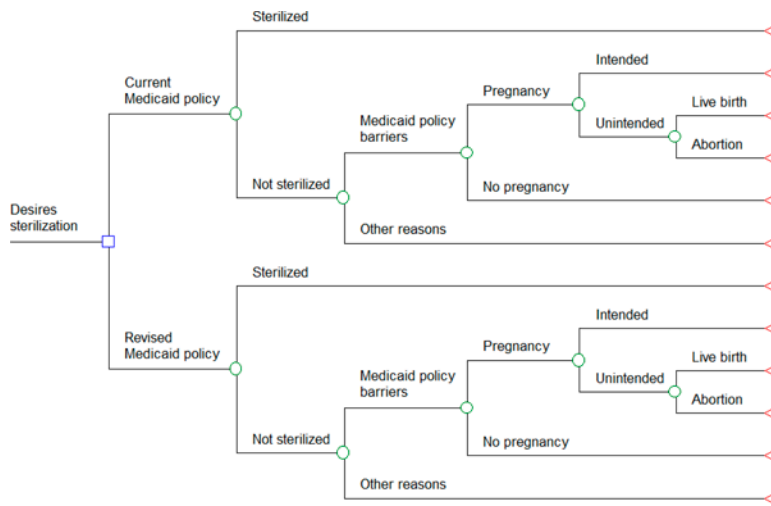 Sterilized
Intended
Current
Medicaid policy
Pregnancy
Live birth
Medicaid policy
barriers
Unintended
Abortion
Not sterilized
No pregnancy
Desires
sterilization
Other reasons
Sterilized
Intended
Revised
Medicaid policy
Pregnancy
Live birth
Medicaid policy
barriers
Unintended
Abortion
Not sterilized
No pregnancy
Other reasons